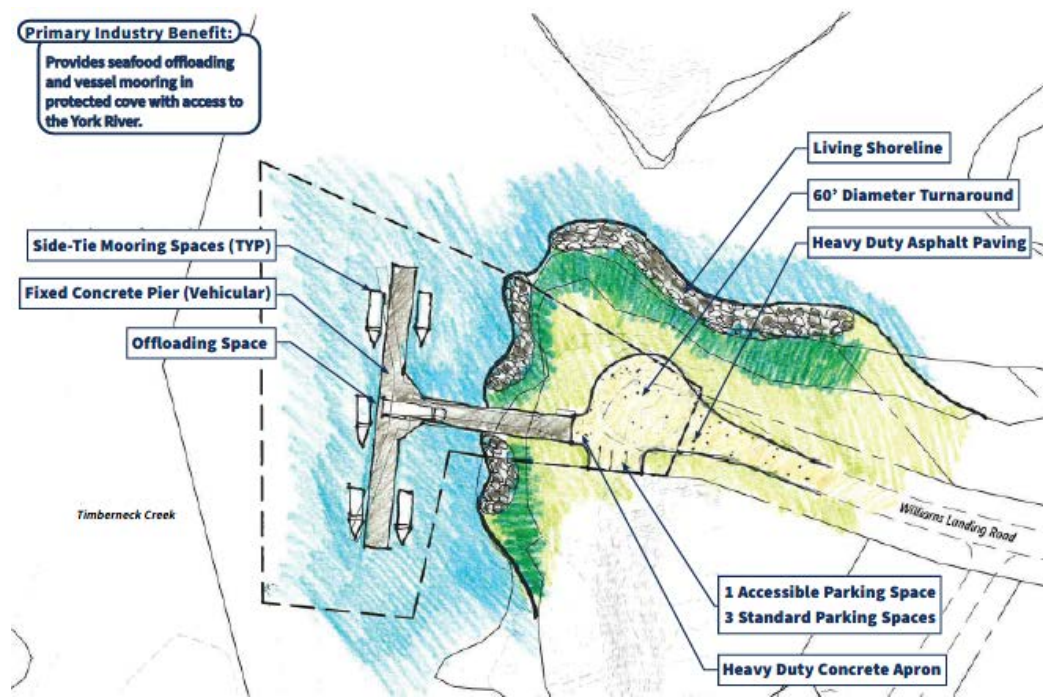 Primary Industry Benefit:
Provides seafood offloading
and vessel mooring in
protected cove with access to
the York River.
Living Shoreline
60' Diameter Turnaround
Heavy Duty Asphalt Paving
Side-Tie Mooring Spaces (TYP)
Fixed Concrete Pier (Vehicular)
Offloading Space
Timberneck Creek
Williams Landing Road
1 Accessible Parking Space
3 Standard Parking Spaces
Heavy Duty Concrete Apron